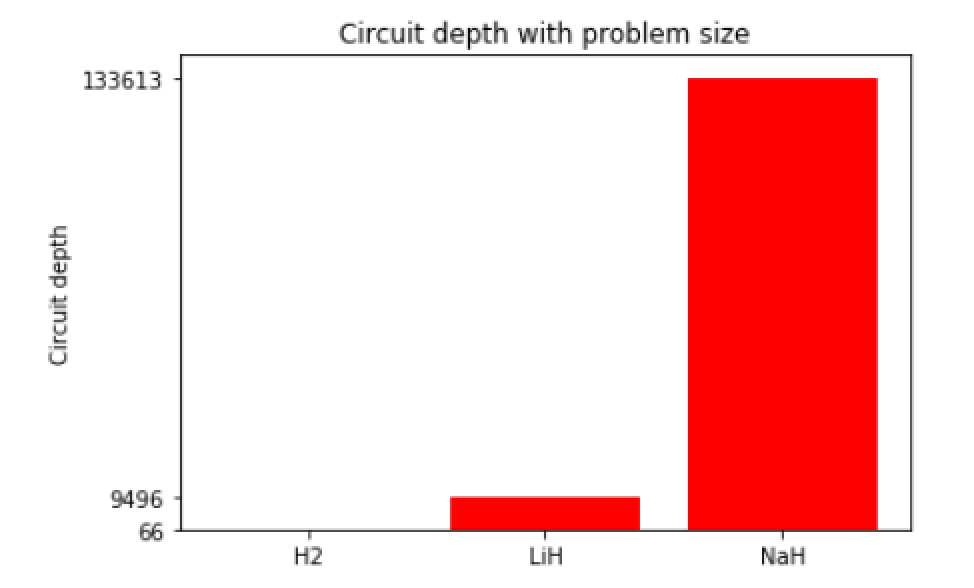 Circuit depth with problem size
133613
Circuit depth
9496
66
H2
LiH
NaH